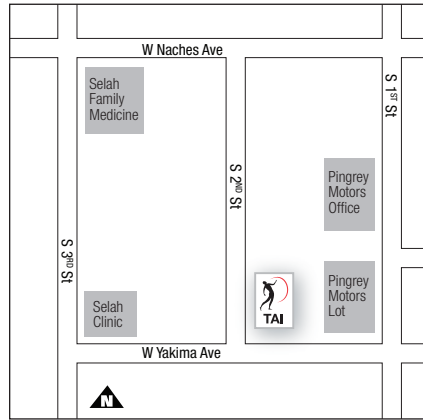 W Naches Ave
Selah
Family
Medicine
S 1ST St
S 2ND St
Pingrey
Motors
Office
S 3RD St
Selah
Clinic
TAI
Pingrey
Motors
Lot
W Yakima Ave
N